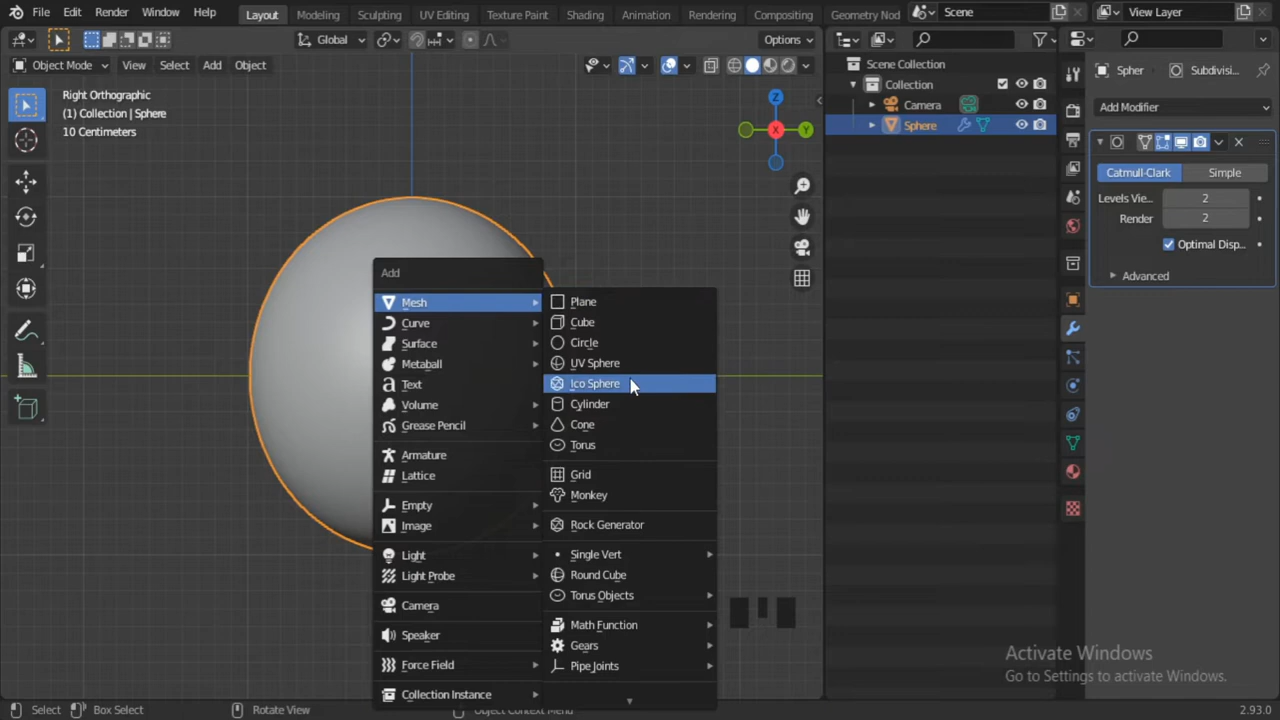 File Edit Render Window Help Layout Modeling Sculpting UV Editing Texture Paint Shading Animation Rendering Compositing Geometry Nod Scene View Layer
Global Options
Object Mode View Select Add Object
Right Orthographic
(1) Collection | Sphere
10 Centimeters
Z
X
Y
Add
Mesh
Curve
Surface
Metaball
Text
Volume
Grease Pencil
Armature
Lattice
Empty
Image
Light
Light Probe
Camera
Speaker
Force Field
Collection Instance
Plane
Cube
Circle
UV Sphere
Ico Sphere
Cylinder
Cone
Torus
Grid
Monkey
Rock Generator
Single Vert
Round Cube
Torus Objects
Math Function
Gears
Pipe Joints
Scene Collection
Collection
Camera
Sphere
Spher Subdivisi...
Add Modifier
Catmull-Clark Simple
Levels Vie... 2
Render 2
Optimal Disp...
Advanced
Activate Windows
Go to Settings to activate Windows.
Select Box Select Rotate View Object Context Menu 2.93.0